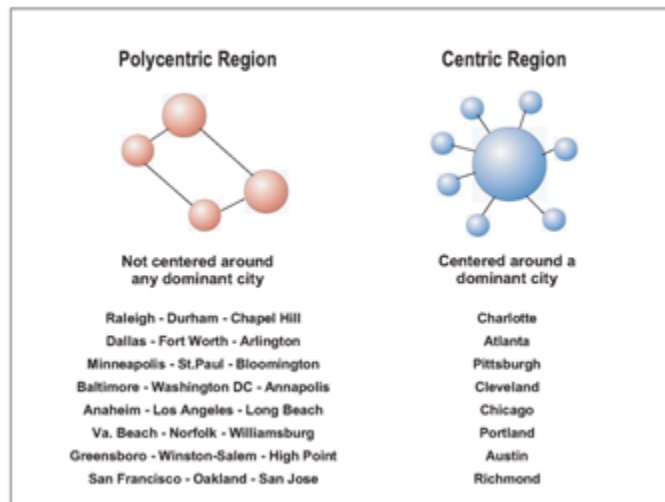 Polycentric Region
Centric Region
Not centered around
any dominant city
Centered around a
dominant city
Raleigh - Durham - Chapel Hill
Charlotte
Dallas - Fort Worth - Arlington
Atlanta
Minneapolis - St.Paul - Bloomington
Pittsburgh
Baltimore - Washington DC - Annapolis
Cleveland
Anaheim - Los Angeles - Long Beach
Chicago
Va. Beach - Norfolk - Williamsburg
Portland
Greensboro - Winston-Salem - High Point
Austin
San Francisco - Oakland - San Jose
Richmond